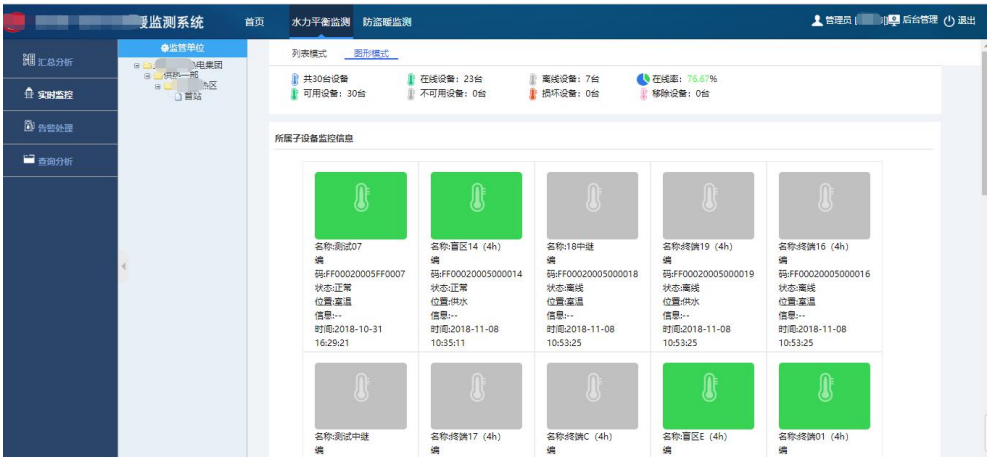 暖监测系统 首页 水力平衡监测 防盗暖监测 管理员 后台管理 退出
汇总分析
实时监控
告警处理
查询分析
监管单位
电集团
供热一部
热区
首站
列表模式 图形模式
共30台设备 在线设备：23台 离线设备：7台 在线率：76.67%
可用设备：30台 不可用设备：0台 损坏设备：0台 移除设备：0台
所属子设备监控信息
名称:测试07
编
码:FF00020005FF0007
状态:正常
位置:室温
信息:--
时间:2018-10-31
16:29:21
名称:盲区14（4h）
编
码:FF00020005000014
状态:正常
位置:供水
信息:--
时间:2018-11-08
10:35:11
名称:18中继
编
码:FF00020005000018
状态:离线
位置:室温
信息:--
时间:2018-11-08
10:53:25
名称:终端19（4h）
编
码:FF00020005000019
状态:离线
位置:供水
信息:--
时间:2018-11-08
10:53:25
名称:终端16（4h）
编
码:FF00020005000016
状态:离线
位置:室温
信息:--
时间:2018-11-08
10:53:25
名称:测试中继
编
名称:终端17（4h）
编
名称:终端C（4h）
编
名称:盲区E（4h）
编
名称:终端01（4h）
编